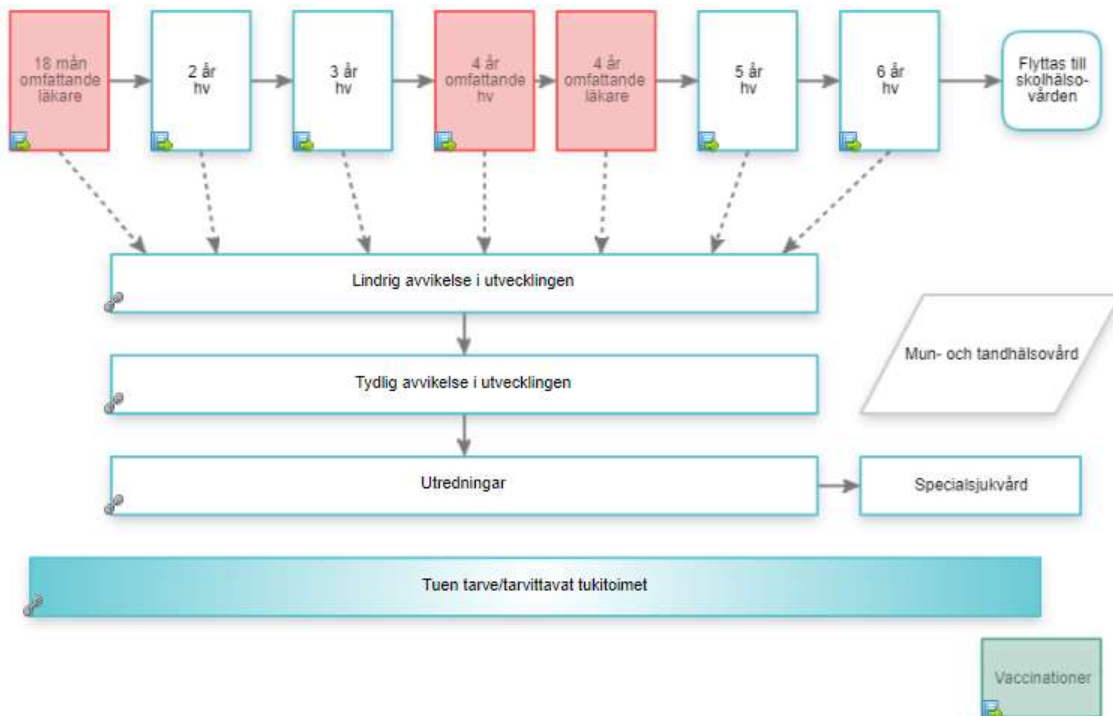 18 mån
omfattande
läkare
2 år
hv
3 år
hv
4 år
omfattande
hv
4 år
omfattande
läkare
5 år
hv
6 år
hv
Flyttas till
skolhälso-
vården
Lindrig avvikelse i utvecklingen
Mun- och tandhälsovård
Tydlig avvikelse i utvecklingen
Utredningar
Specialsjukvård
Tuen tarve/tarvittavat tukitoimet
Vaccinationer